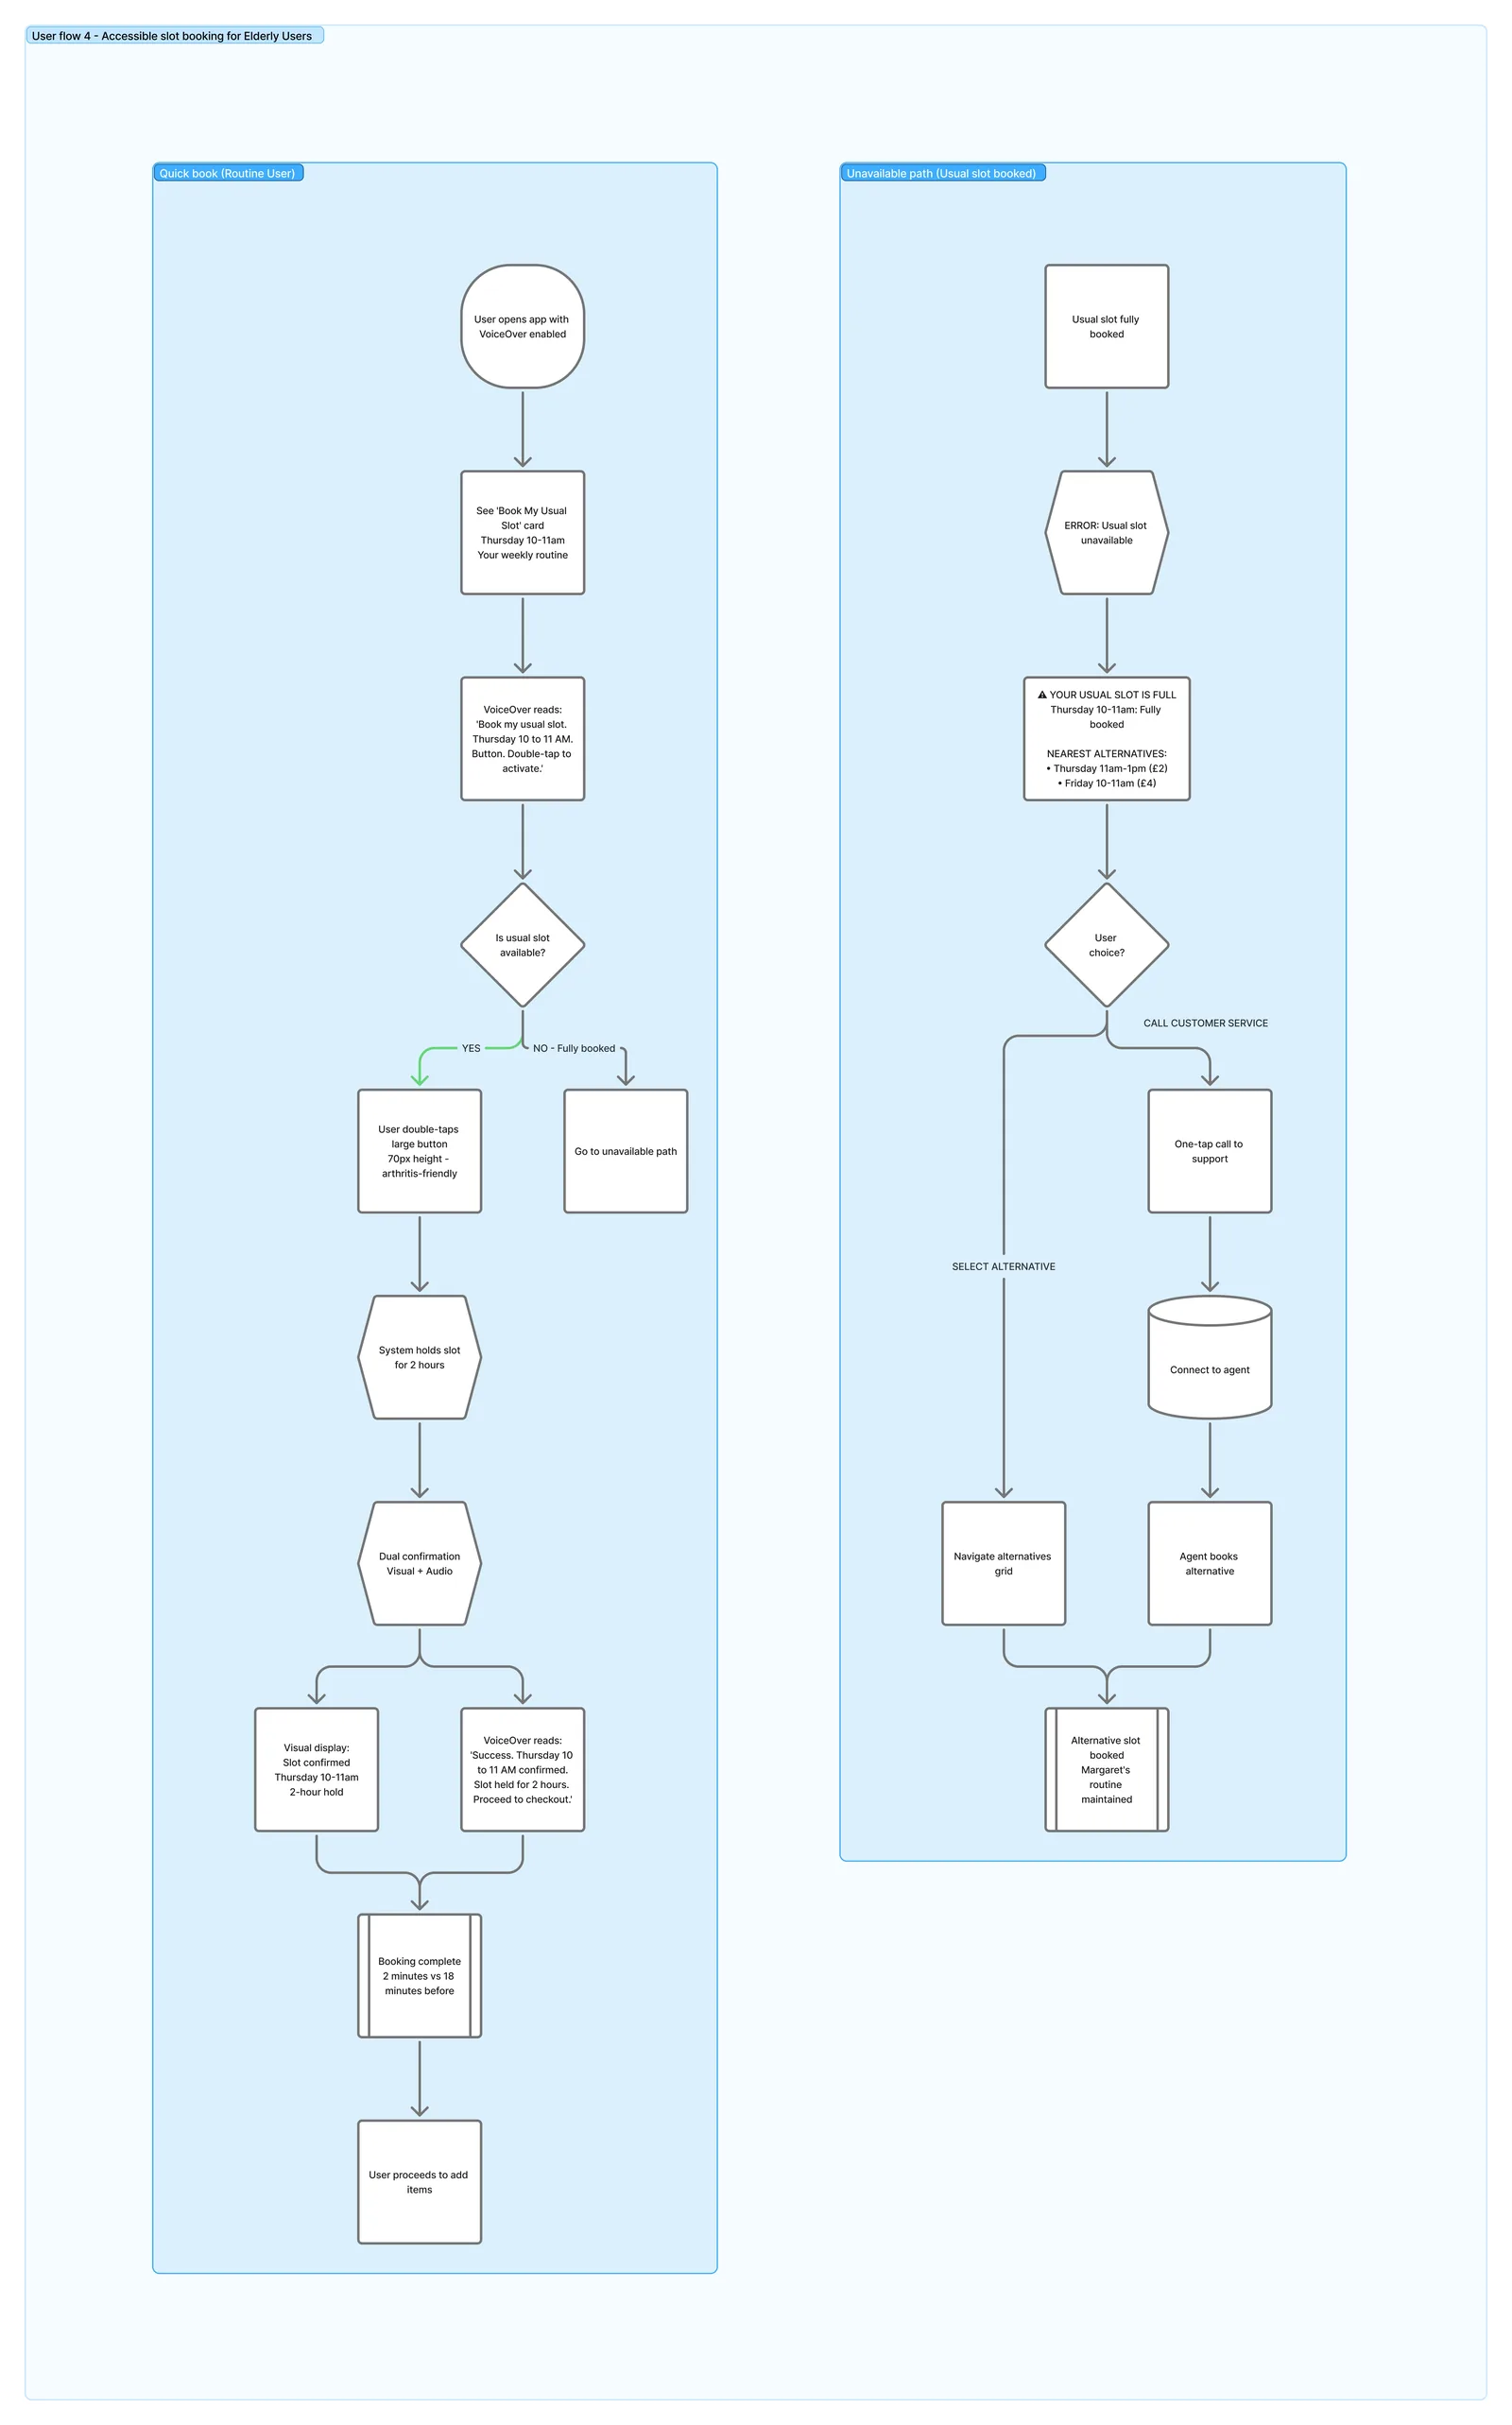 User flow 4 - Accessible slot booking for Elderly Users
Quick book (Routine User)
User opens app with
VoiceOver enabled
See 'Book My Usual
Slot' card
Thursday 10-11am
Your weekly routine
VoiceOver reads:
'Book my usual slot.
Thursday 10 to 11 AM.
Button. Double-tap to
activate.'
Is usual slot
available?
YES
NO - Fully booked
User double-taps
large button
70px height -
arthritis-friendly
Go to unavailable path
System holds slot
for 2 hours
Dual confirmation
Visual + Audio
Visual display:
Slot confirmed
Thursday 10-11am
2-hour hold
VoiceOver reads:
'Success. Thursday 10
to 11 AM confirmed.
Slot held for 2 hours.
Proceed to checkout.'
Booking complete
2 minutes vs 18
minutes before
User proceeds to add
items
Unavailable path (Usual slot booked)
Usual slot fully
booked
ERROR: Usual slot
unavailable
⚠ YOUR USUAL SLOT IS FULL
Thursday 10-11am: Fully
booked
NEAREST ALTERNATIVES:
• Thursday 11am-1pm (£2)
• Friday 10-11am (£4)
User
choice?
CALL CUSTOMER SERVICE
One-tap call to
support
SELECT ALTERNATIVE
Connect to agent
Navigate alternatives
grid
Agent books
alternative
Alternative slot
booked
Margaret's
routine
maintained